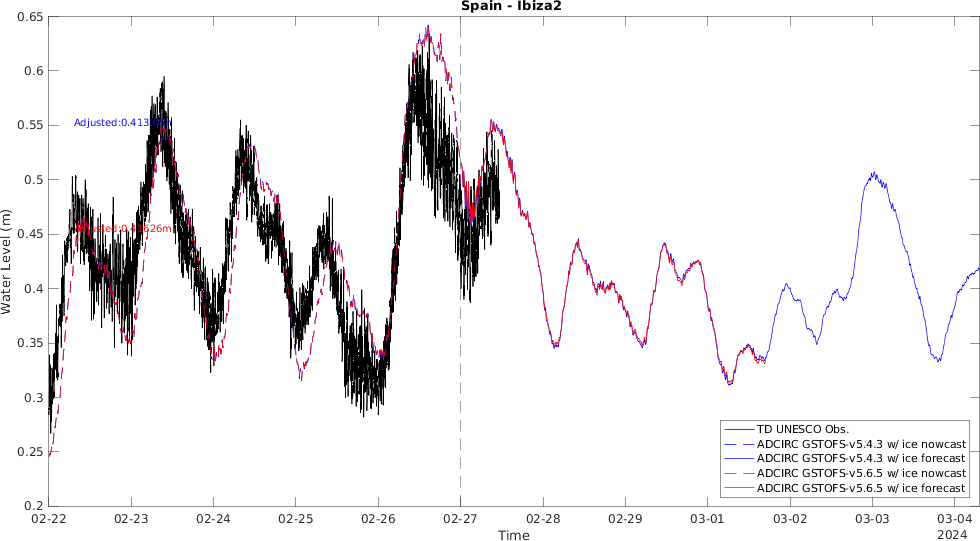 Spain - Ibiza2
0.65
0.6
0.55
0.5
0.45
0.4
0.35
0.3
0.25
0.2
Water Level (m)
02-22
02-23
02-24
02-25
02-26
02-27
02-28
02-29
03-01
03-02
03-03
03-04
2024
Time
TD UNESCO Obs.
ADCIRC GSTOFS-v5.4.3 w/ ice nowcast
ADCIRC GSTOFS-v5.4.3 w/ ice forecast
ADCIRC GSTOFS-v5.6.5 w/ ice nowcast
ADCIRC GSTOFS-v5.6.5 w/ ice forecast